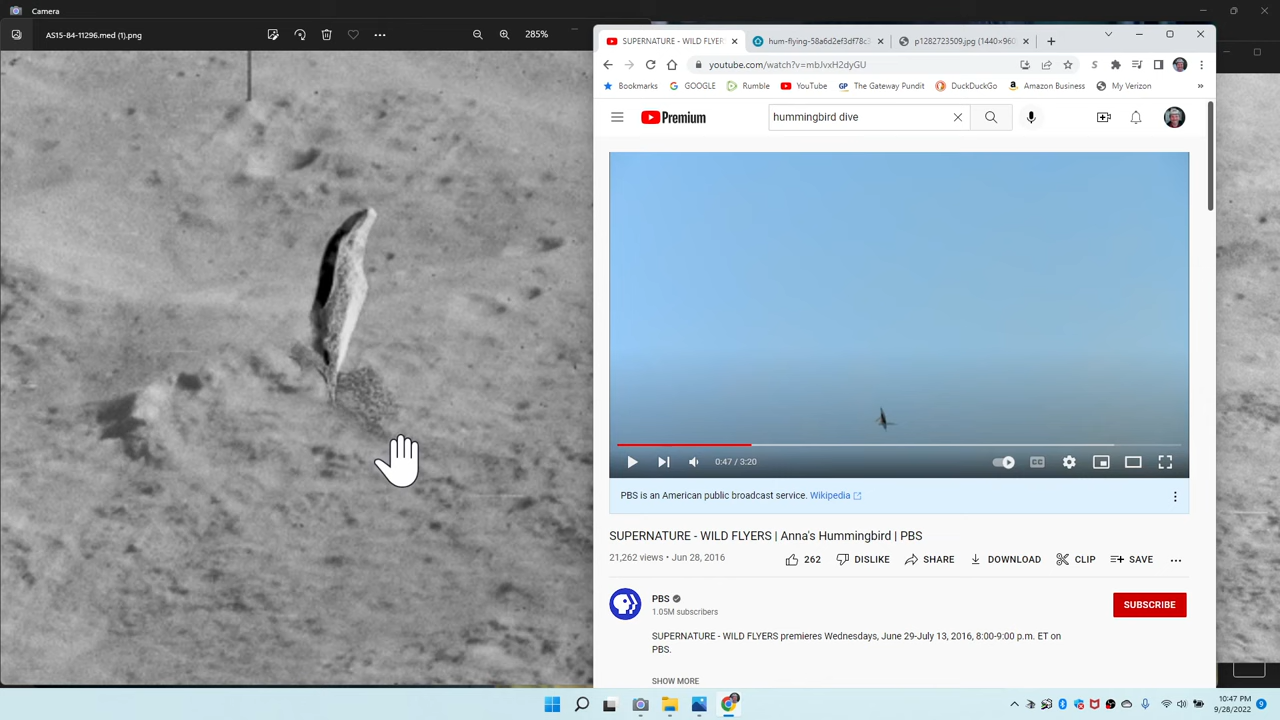 Camera
AS15-84-11296.med (1).png
285%
SUPERNATURE - WILD FLYER
hum-flying-58a6d2ef3df78c3
p1282723509.jpg (1440×960
youtube.com/watch?v=mbJvxH2dyGU
Bookmarks GOOGLE Rumble YouTube GP The Gateway Pundit DuckDuckGo Amazon Business My Verizon »
Premium
hummingbird dive
0:47 / 3:20
CC
PBS is an American public broadcast service. Wikipedia
SUPERNATURE - WILD FLYERS | Anna's Hummingbird | PBS
21,262 views • Jun 28, 2016
262 DISLIKE SHARE DOWNLOAD CLIP SAVE
PBS
1.05M subscribers
SUBSCRIBE
SUPERNATURE - WILD FLYERS premieres Wednesdays, June 29-July 13, 2016, 8:00-9:00 p.m. ET on
PBS.
SHOW MORE
10:47 PM
9/28/2022